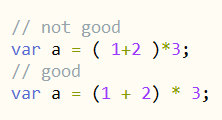 // not good
var a = ( 1+2 )*3;
// good
var a = (1 + 2) * 3;